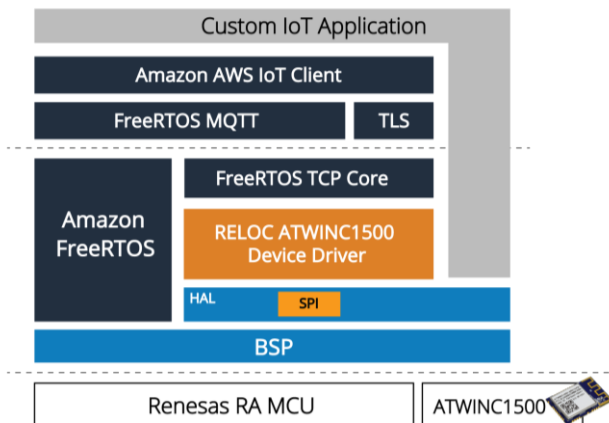 Custom IoT Application
Amazon AWS IoT Client
FreeRTOS MQTT
TLS
FreeRTOS TCP Core
Amazon
FreeRTOS
RELOC ATWINC1500
Device Driver
HAL
SPI
BSP
Renesas RA MCU
ATWINC1500